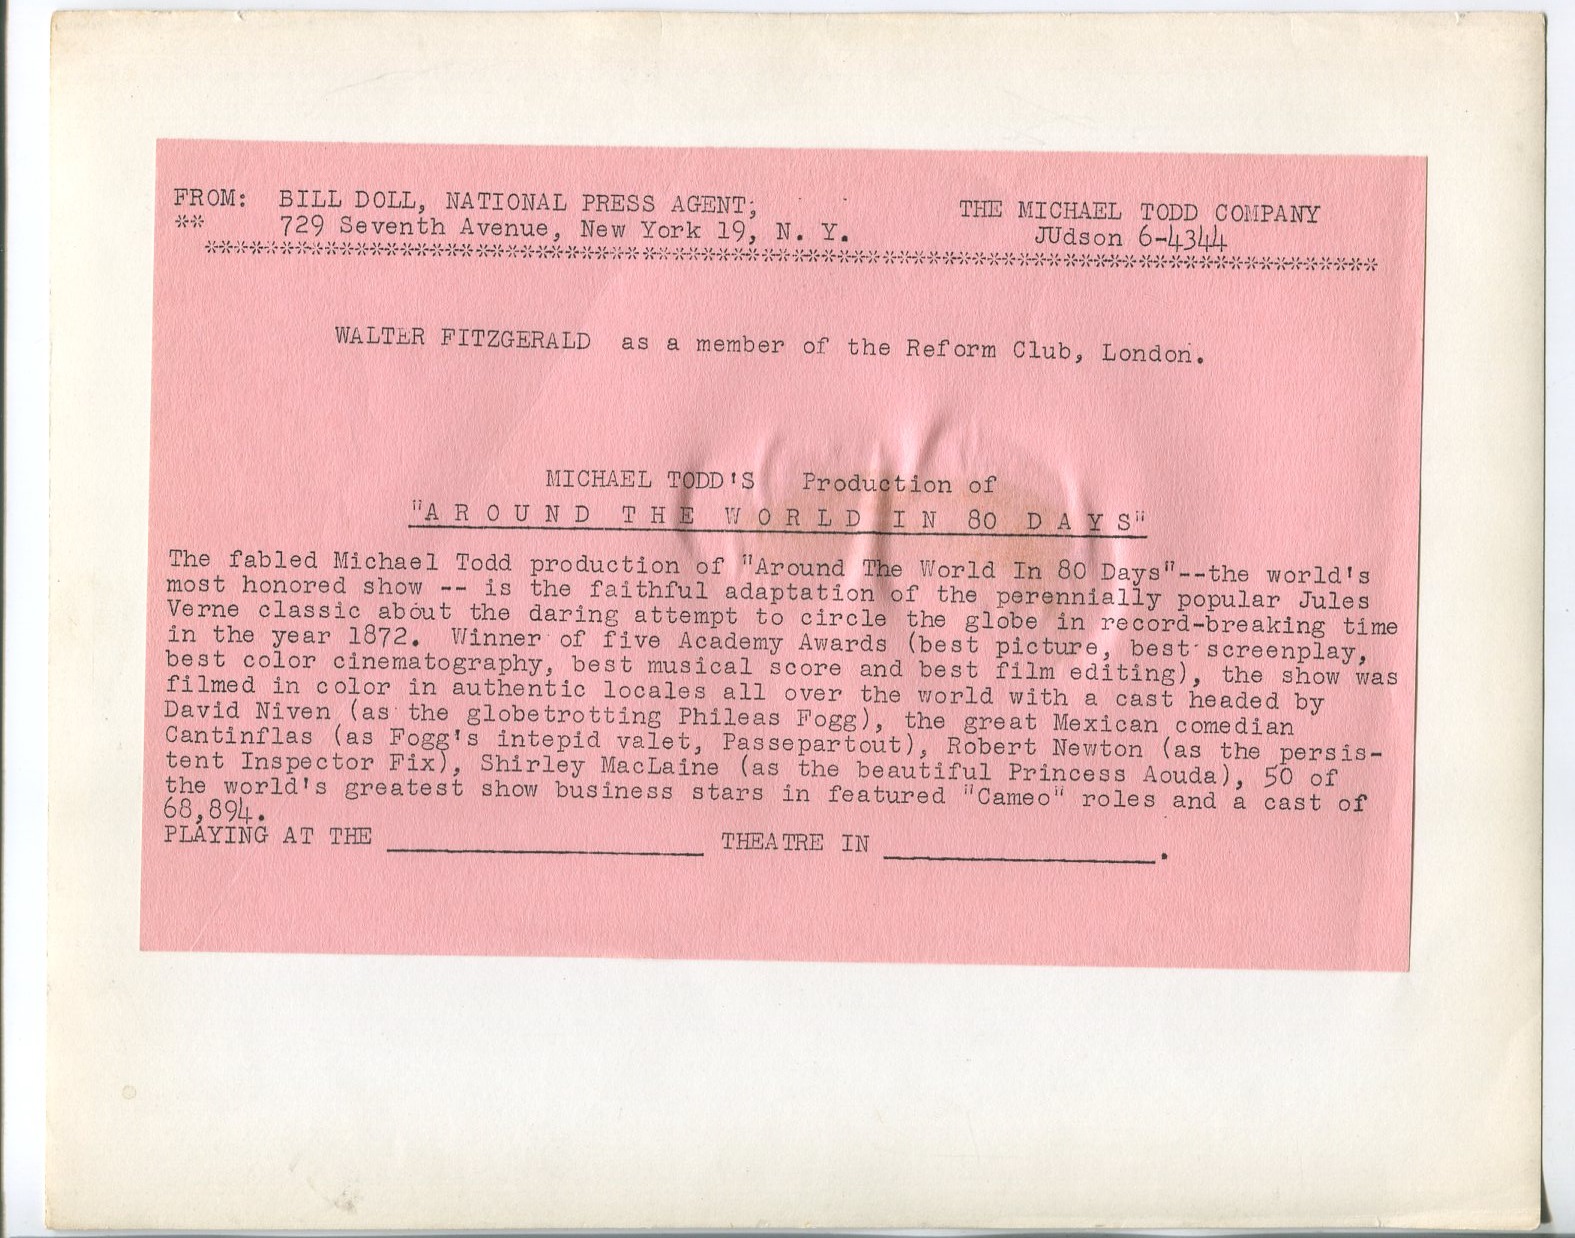 FROM: BILL DOLL, NATIONAL PRESS AGENT; THE MICHAEL TODD COMPANY
** 729 Seventh Avenue, New York 19, N. Y. JUdson 6-4344
********************************************************************************
WALTER FITZGERALD as a member of the Reform Club, London.
MICHAEL TODD'S Production of
"A R O U N D T H E W O R L D I N 80 D A Y S"
The fabled Michael Todd production of "Around The World In 80 Days"--the world's
most honored show -- is the faithful adaptation of the perennially popular Jules
Verne classic about the daring attempt to circle the globe in record-breaking time
in the year 1872. Winner of five Academy Awards (best picture, best screenplay,
best color cinematography, best musical score and best film editing), the show was
filmed in color in authentic locales all over the world with a cast headed by
David Niven (as the globetrotting Phileas Fogg), the great Mexican comedian
Cantinflas (as Fogg's intepid valet, Passepartout), Robert Newton (as the persis-
tent Inspector Fix), Shirley MacLaine (as the beautiful Princess Aouda), 50 of
the world's greatest show business stars in featured "Cameo" roles and a cast of
68,894.
PLAYING AT THE ____________________ THEATRE IN ____________________.